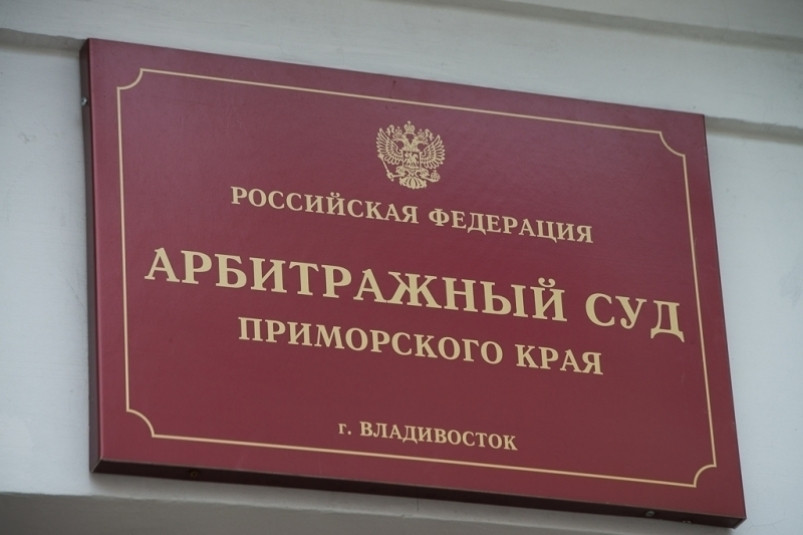 РОССИЙСКАЯ ФЕДЕРАЦИЯ
АРБИТРАЖНЫЙ СУД
ПРИМОРСКОГО КРАЯ
г. ВЛАДИВОСТОК